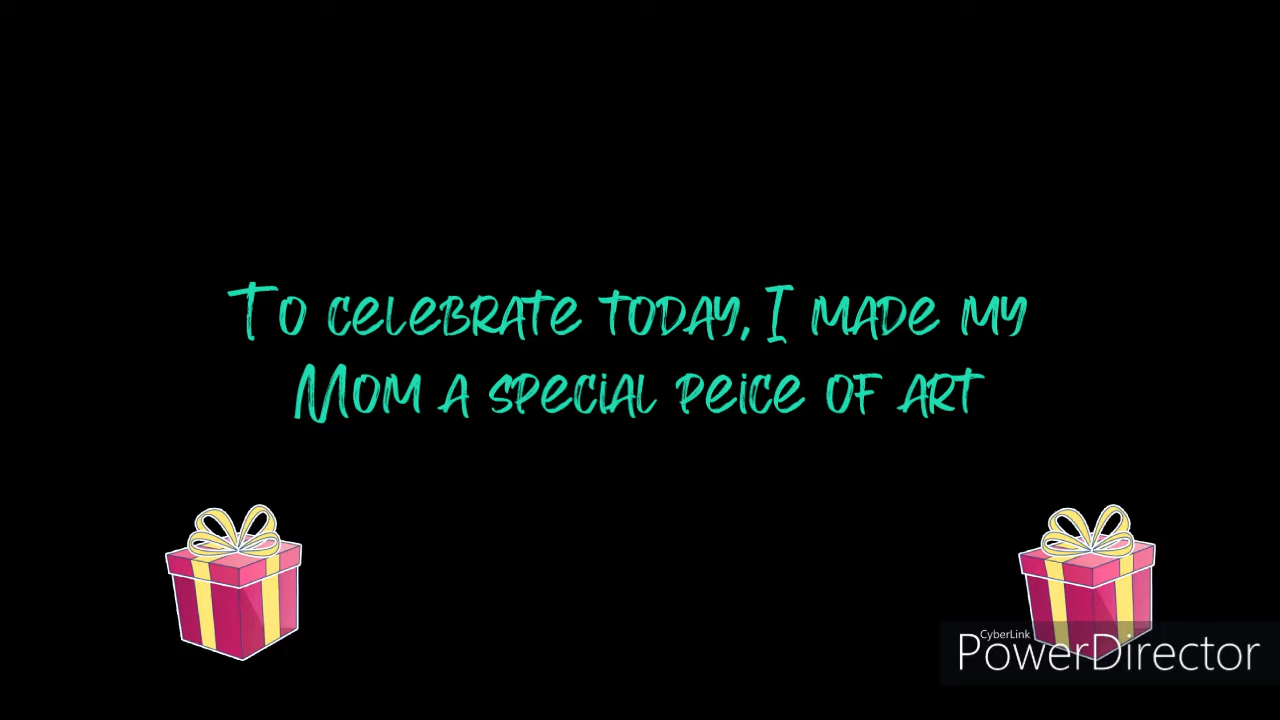 To celebrate today, I made my
Mom a special peice of art
CyberLink
PowerDirector